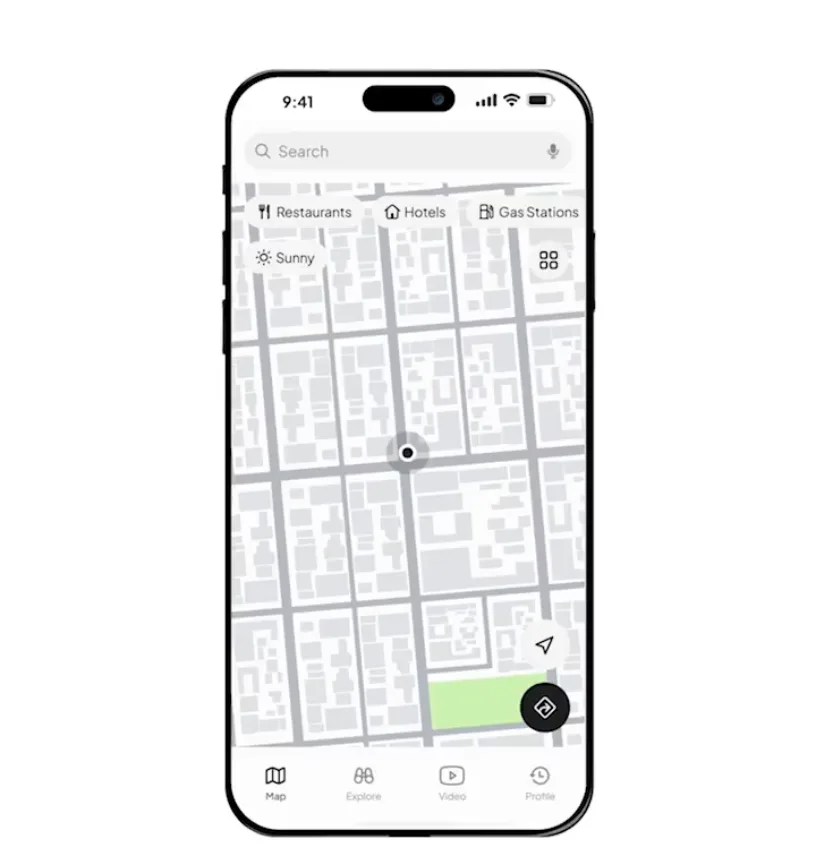 9:41
Search
Restaurants
Hotels
Gas Stations
Sunny
Map
Explore
Video
Profile